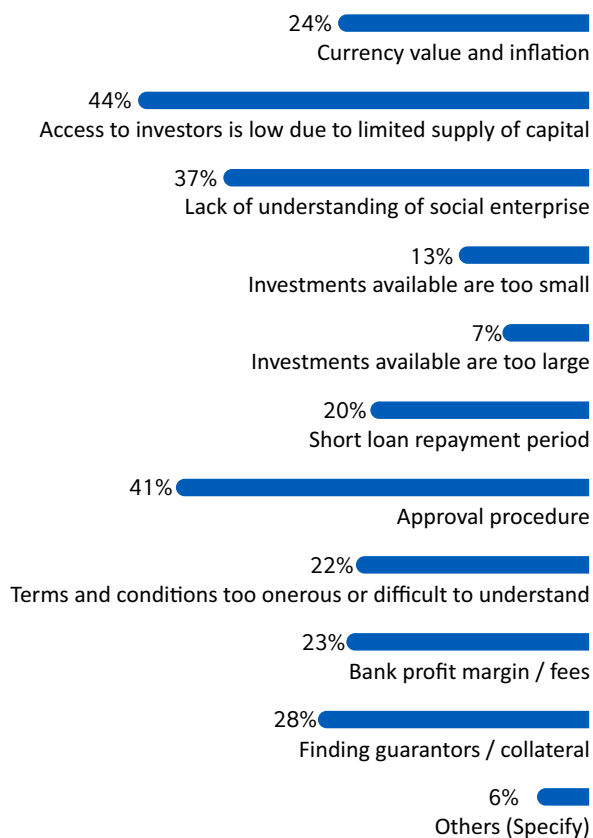 24%
Currency value and inflation
44%
Access to investors is low due to limited supply of capital
37%
Lack of understanding of social enterprise
13%
Investments available are too small
7%
Investments available are too large
20%
Short loan repayment period
41%
Approval procedure
22%
Terms and conditions too onerous or difficult to understand
23%
Bank profit margin / fees
28%
Finding guarantors / collateral
6%
Others (Specify)